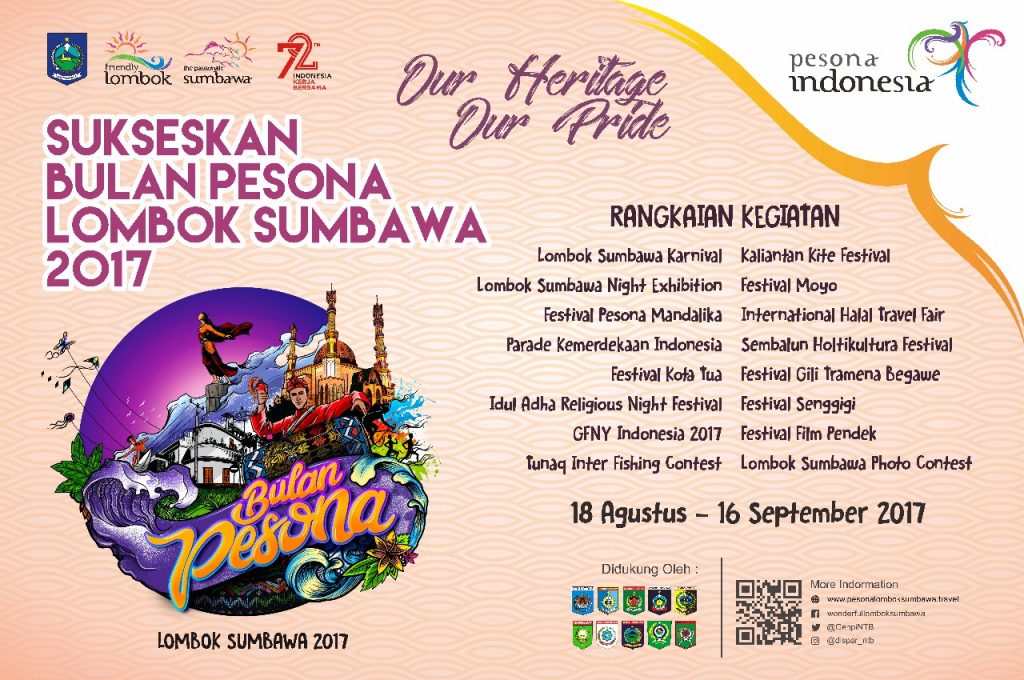 friendly
lombok
the passionate
sumbawa
72TH
INDONESIA
KERJA
BERSAMA
Our Heritage
Our Pride
pesona
indonesia
SUKSESKAN
BULAN PESONA
LOMBOK SUMBAWA
2017
Bulan
Pesona
LOMBOK SUMBAWA 2017
RANGKAIAN KEGIATAN
Lombok Sumbawa Karnival
Lombok Sumbawa Night Exhibition
Festival Pesona Mandalika
Parade Kemerdekaan Indonesia
Festival Kota Tua
Idul Adha Religious Night Festival
GFNY Indonesia 2017
Tunaq Inter Fishing Contest
Kaliantan Kite Festival
Festival Moyo
International Halal Travel Fair
Sembalun Holtikultura Festival
Festival Gili Tramena Begawe
Festival Senggigi
Festival Film Pendek
Lombok Sumbawa Photo Contest
18 Agustus – 16 September 2017
Didukung Oleh :
More Indormation
www.pesonalomboksumbawa.travel
wonderfullomboksumbawa
@GenpiNTB
@dispar_ntb